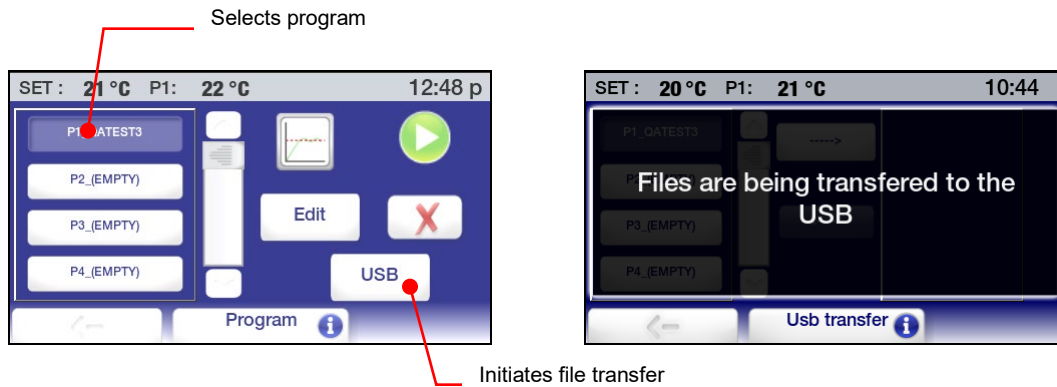 Selects program
SET : 21 °C P1: 22 °C 12:48 p
P1_QATEST3
P2_(EMPTY)
P3_(EMPTY)
P4_(EMPTY)
Edit
USB
Program
Initiates file transfer
SET : 20 °C P1: 21 °C 10:44
P1_QATEST3
----->
Files are being transfered to the
USB
P3_(EMPTY)
P4_(EMPTY)
Usb transfer